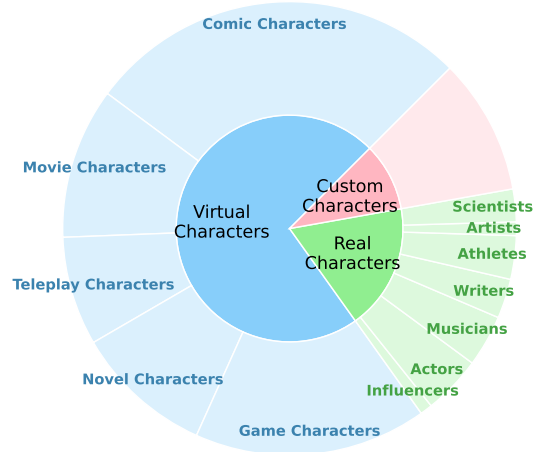 Comic Characters
Movie Characters
Custom
Characters
Scientists
Virtual
Characters
Artists
Real
Characters
Athletes
Teleplay Characters
Writers
Musicians
Novel Characters
Actors
Influencers
Game Characters